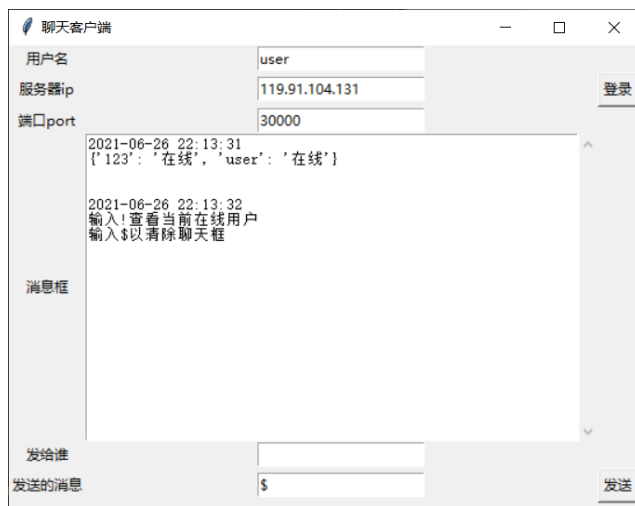 聊天客户端
用户名 user
服务器ip 119.91.104.131 登录
端口port 30000
2021-06-26 22:13:31
{'123': '在线', 'user': '在线'}
2021-06-26 22:13:32
输入!查看当前在线用户
输入$以清除聊天框
消息框
发给谁
发送的消息 $ 发送